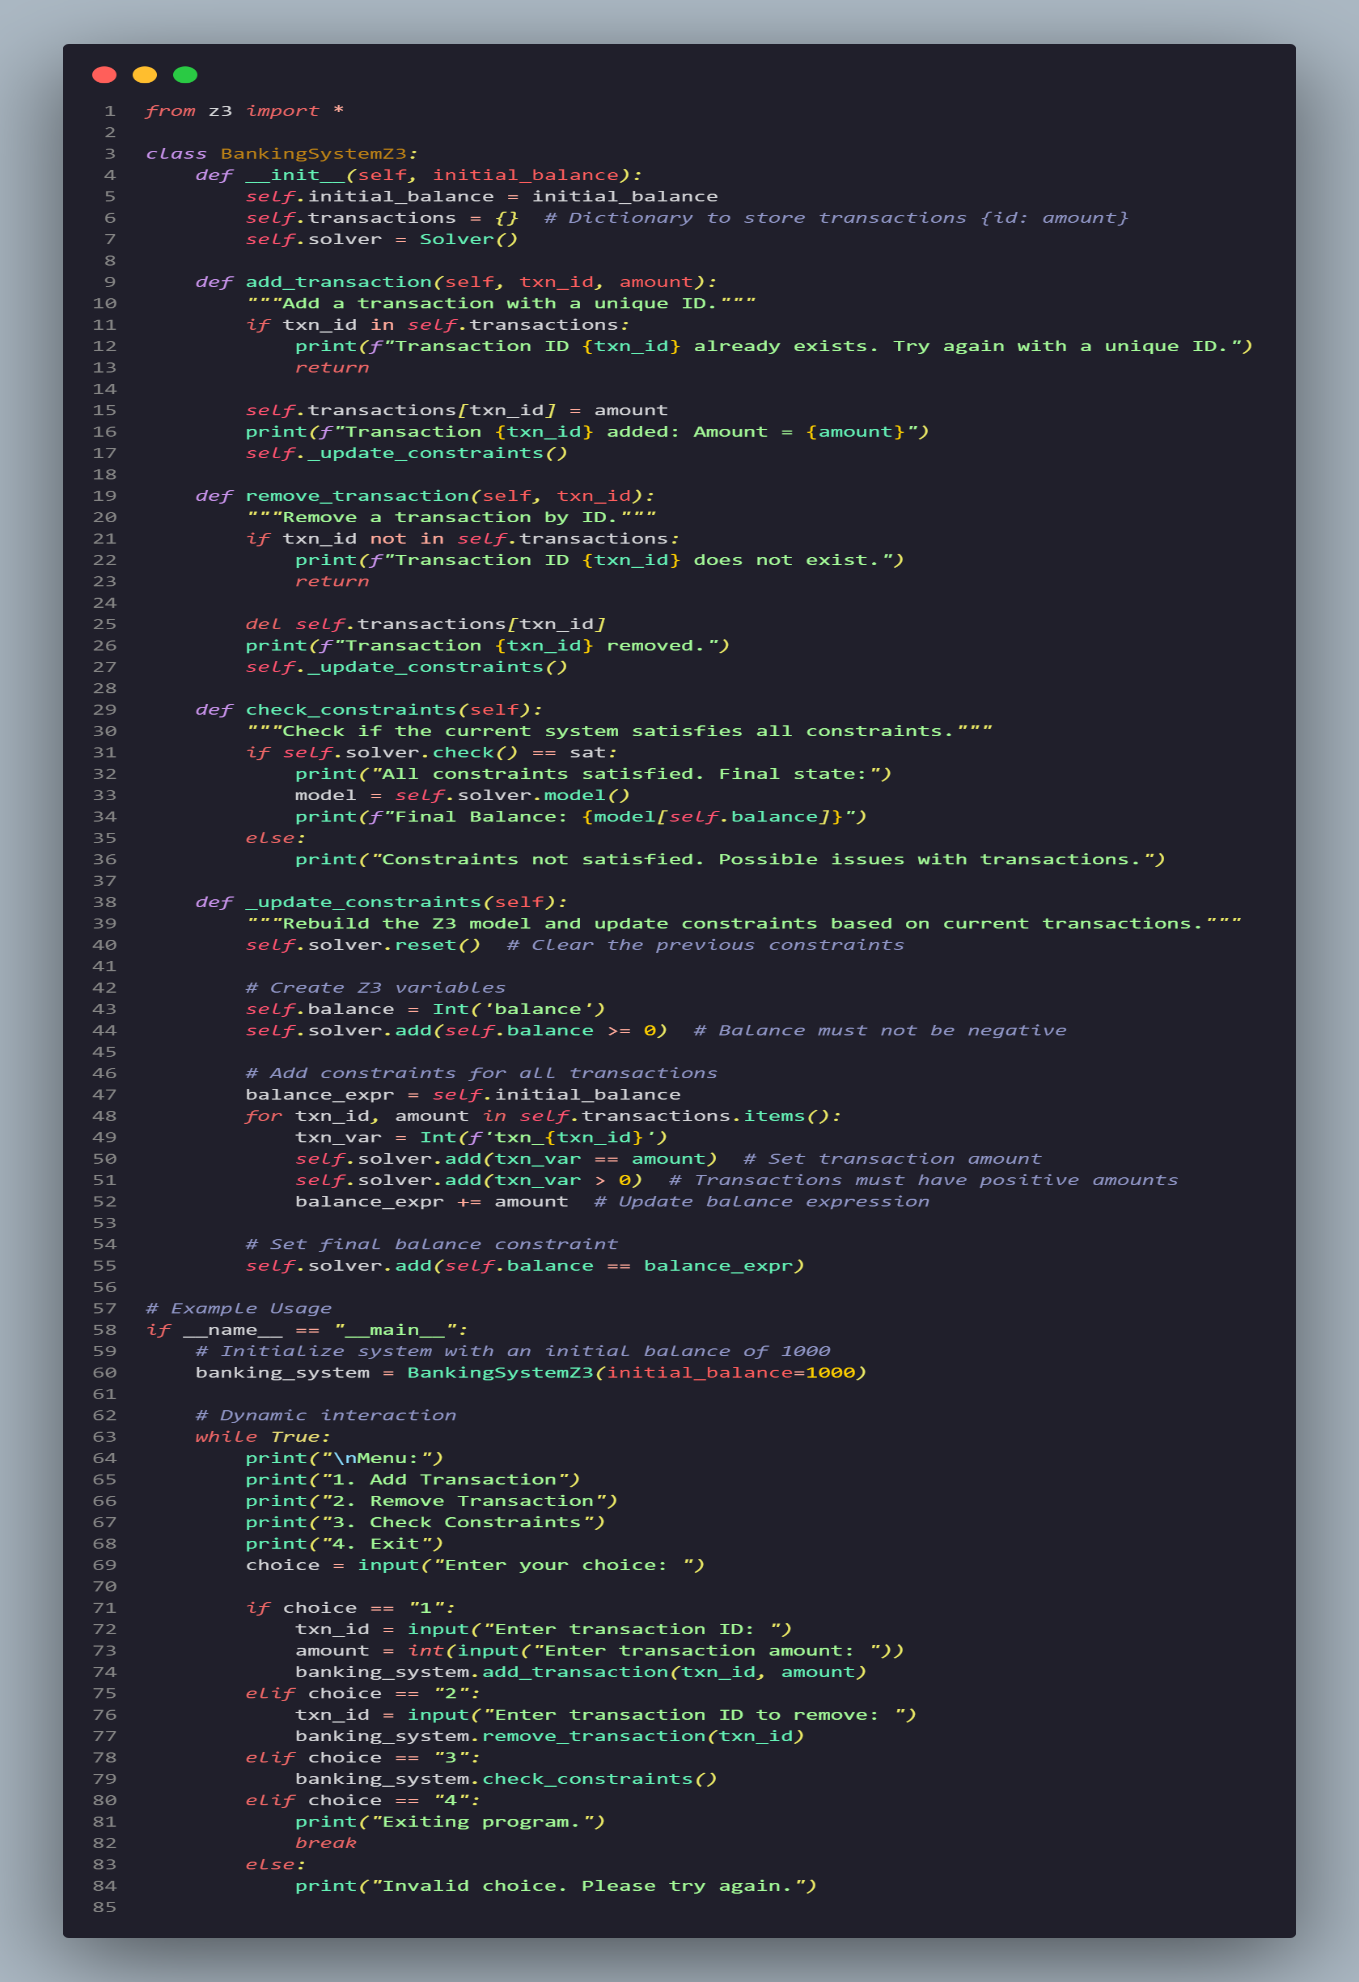 1 from z3 import *
2
3 class BankingSystemZ3:
4     def __init__(self, initial_balance):
5         self.initial_balance = initial_balance
6         self.transactions = {}  # Dictionary to store transactions {id: amount}
7         self.solver = Solver()
8
9     def add_transaction(self, txn_id, amount):
10         """Add a transaction with a unique ID."""
11         if txn_id in self.transactions:
12             print(f"Transaction ID {txn_id} already exists. Try again with a unique ID.")
13             return
14
15         self.transactions[txn_id] = amount
16         print(f"Transaction {txn_id} added: Amount = {amount}")
17         self._update_constraints()
18
19     def remove_transaction(self, txn_id):
20         """Remove a transaction by ID."""
21         if txn_id not in self.transactions:
22             print(f"Transaction ID {txn_id} does not exist.")
23             return
24
25         del self.transactions[txn_id]
26         print(f"Transaction {txn_id} removed.")
27         self._update_constraints()
28
29     def check_constraints(self):
30         """Check if the current system satisfies all constraints."""
31         if self.solver.check() == sat:
32             print("All constraints satisfied. Final state:")
33             model = self.solver.model()
34             print(f"Final Balance: {model[self.balance]}")
35         else:
36             print("Constraints not satisfied. Possible issues with transactions.")
37
38     def _update_constraints(self):
39         """Rebuild the Z3 model and update constraints based on current transactions."""
40         self.solver.reset()  # Clear the previous constraints
41
42         # Create Z3 variables
43         self.balance = Int('balance')
44         self.solver.add(self.balance >= 0)  # Balance must not be negative
45
46         # Add constraints for all transactions
47         balance_expr = self.initial_balance
48         for txn_id, amount in self.transactions.items():
49             txn_var = Int(f'txn_{txn_id}')
50             self.solver.add(txn_var == amount)  # Set transaction amount
51             self.solver.add(txn_var > 0)  # Transactions must have positive amounts
52             balance_expr += amount  # Update balance expression
53
54         # Set final balance constraint
55         self.solver.add(self.balance == balance_expr)
56
57 # Example Usage
58 if __name__ == "__main__":
59     # Initialize system with an initial balance of 1000
60     banking_system = BankingSystemZ3(initial_balance=1000)
61
62     # Dynamic interaction
63     while True:
64         print("\nMenu:")
65         print("1. Add Transaction")
66         print("2. Remove Transaction")
67         print("3. Check Constraints")
68         print("4. Exit")
69         choice = input("Enter your choice: ")
70
71         if choice == "1":
72             txn_id = input("Enter transaction ID: ")
73             amount = int(input("Enter transaction amount: "))
74             banking_system.add_transaction(txn_id, amount)
75         elif choice == "2":
76             txn_id = input("Enter transaction ID to remove: ")
77             banking_system.remove_transaction(txn_id)
78         elif choice == "3":
79             banking_system.check_constraints()
80         elif choice == "4":
81             print("Exiting program.")
82             break
83         else:
84             print("Invalid choice. Please try again.")
85